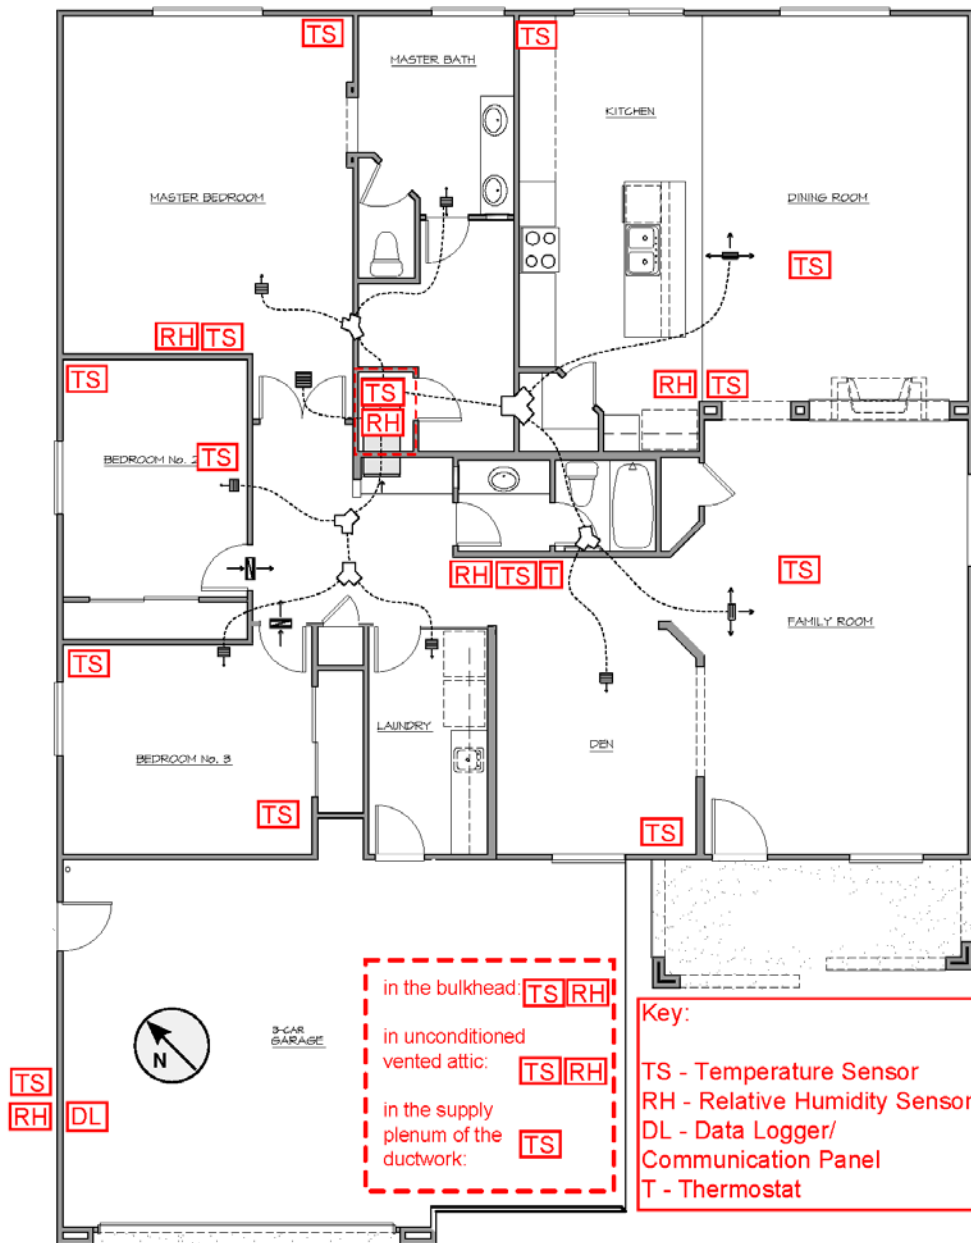 TS
TS
MASTER BATH
KITCHEN
MASTER BEDROOM
DINING ROOM
TS
RH TS
TS
TS
RH
RH TS
BEDROOM No. 2
TS
RH TS T
TS
FAMILY ROOM
TS
LAUNDRY
DEN
BEDROOM No. 3
TS
TS
3-CAR
GARAGE
N
TS
RH DL
in the bulkhead: TS RH
in unconditioned
vented attic: TS RH
in the supply
plenum of the
ductwork: TS
Key:
TS - Temperature Sensor
RH - Relative Humidity Sensor
DL - Data Logger/
Communication Panel
T - Thermostat